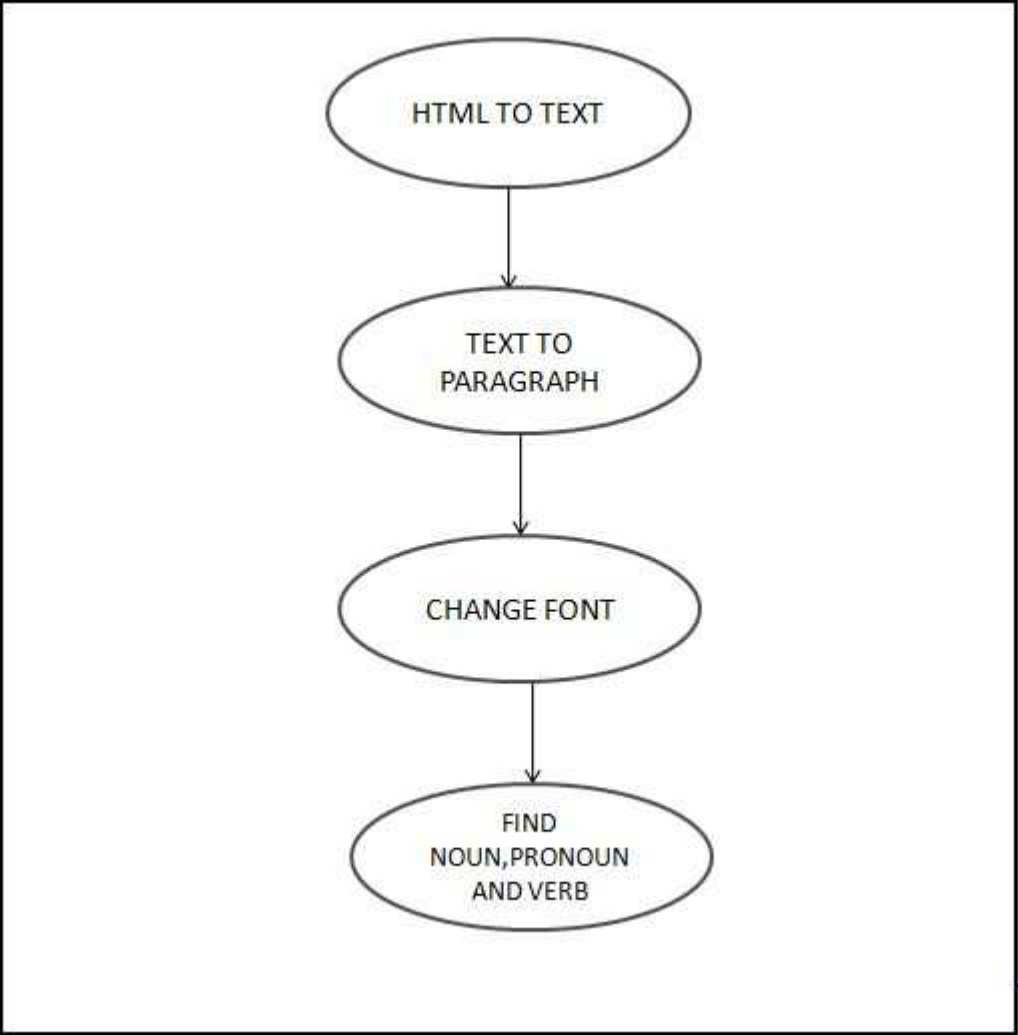 HTML TO TEXT
TEXT TO
PARAGRAPH
CHANGE FONT
FIND
NOUN,PRONOUN
AND VERB